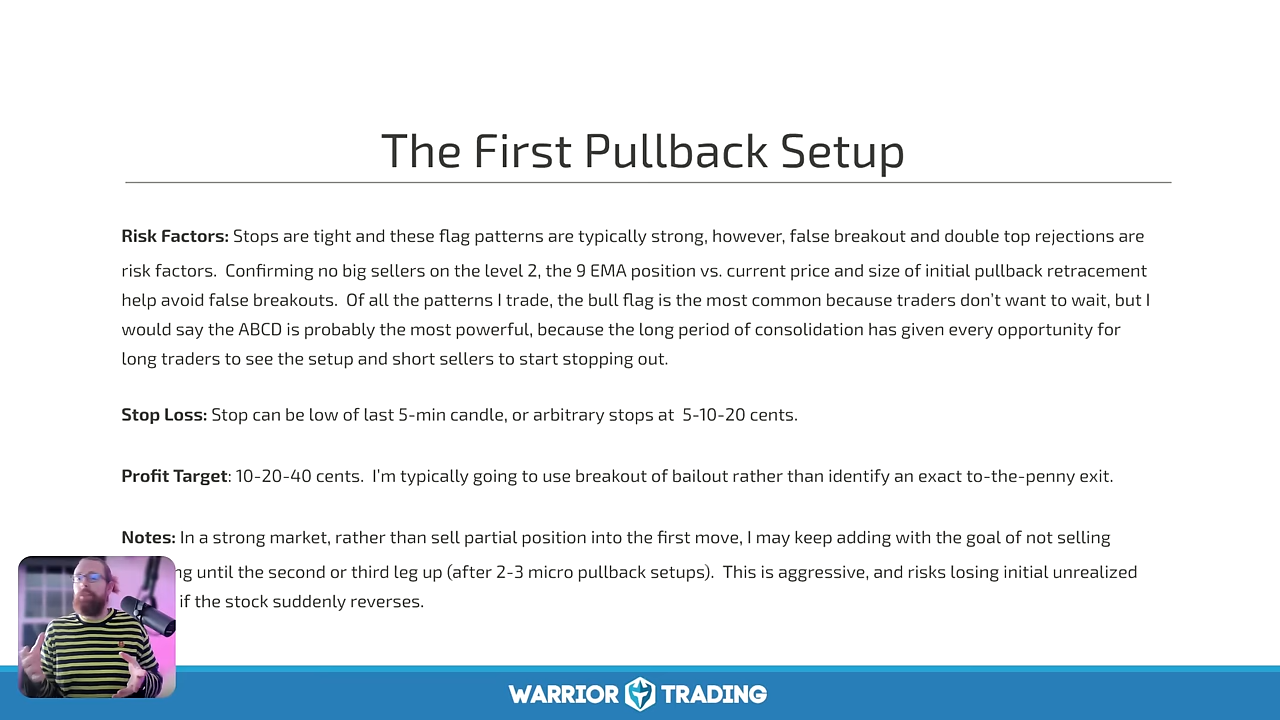 The First Pullback Setup
Risk Factors: Stops are tight and these flag patterns are typically strong, however, false breakout and double top rejections are
risk factors.  Confirming no big sellers on the level 2, the 9 EMA position vs. current price and size of initial pullback retracement
help avoid false breakouts.  Of all the patterns I trade, the bull flag is the most common because traders don't want to wait, but I
would say the ABCD is probably the most powerful, because the long period of consolidation has given every opportunity for
long traders to see the setup and short sellers to start stopping out.
Stop Loss: Stop can be low of last 5-min candle, or arbitrary stops at  5-10-20 cents.
Profit Target: 10-20-40 cents.  I'm typically going to use breakout of bailout rather than identify an exact to-the-penny exit.
Notes: In a strong market, rather than sell partial position into the first move, I may keep adding with the goal of not selling
until the second or third leg up (after 2-3 micro pullback setups).  This is aggressive, and risks losing initial unrealized
if the stock suddenly reverses.
WARRIOR TRADING